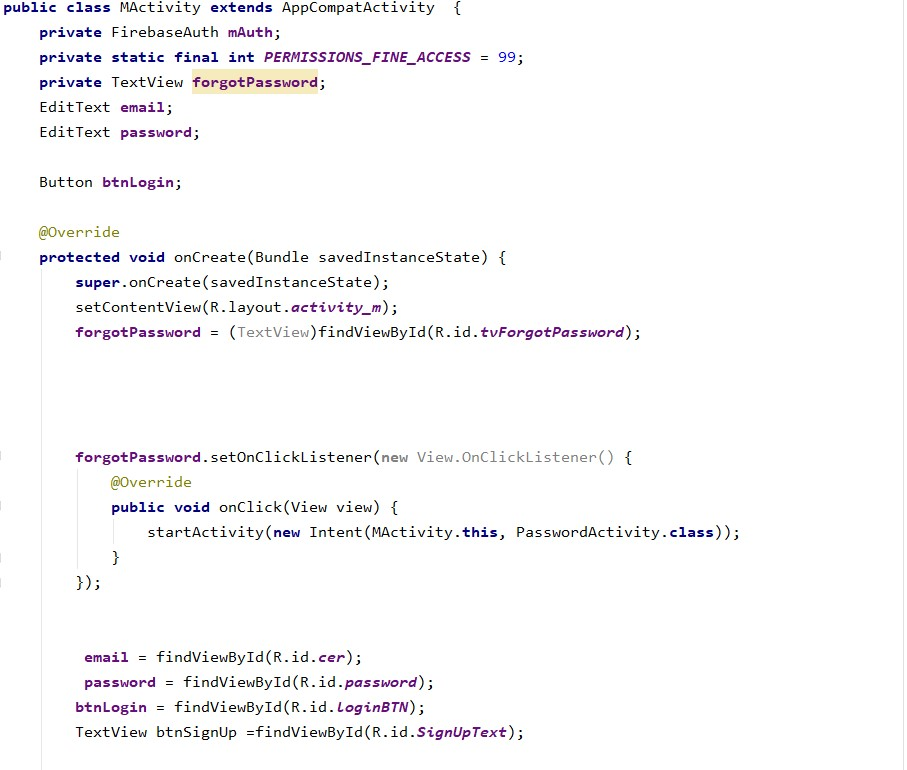 public class MActivity extends AppCompatActivity  {
    private FirebaseAuth mAuth;
    private static final int PERMISSIONS_FINE_ACCESS = 99;
    private TextView forgotPassword;
    EditText email;
    EditText password;

    Button btnLogin;

    @Override
    protected void onCreate(Bundle savedInstanceState) {
        super.onCreate(savedInstanceState);
        setContentView(R.layout.activity_m);
        forgotPassword = (TextView)findViewById(R.id.tvForgotPassword);




        forgotPassword.setOnClickListener(new View.OnClickListener() {
            @Override
            public void onClick(View view) {
                startActivity(new Intent(MActivity.this, PasswordActivity.class));
            }
        });


         email = findViewById(R.id.cer);
         password = findViewById(R.id.password);
        btnLogin = findViewById(R.id.loginBTN);
        TextView btnSignUp =findViewById(R.id.SignUpText);